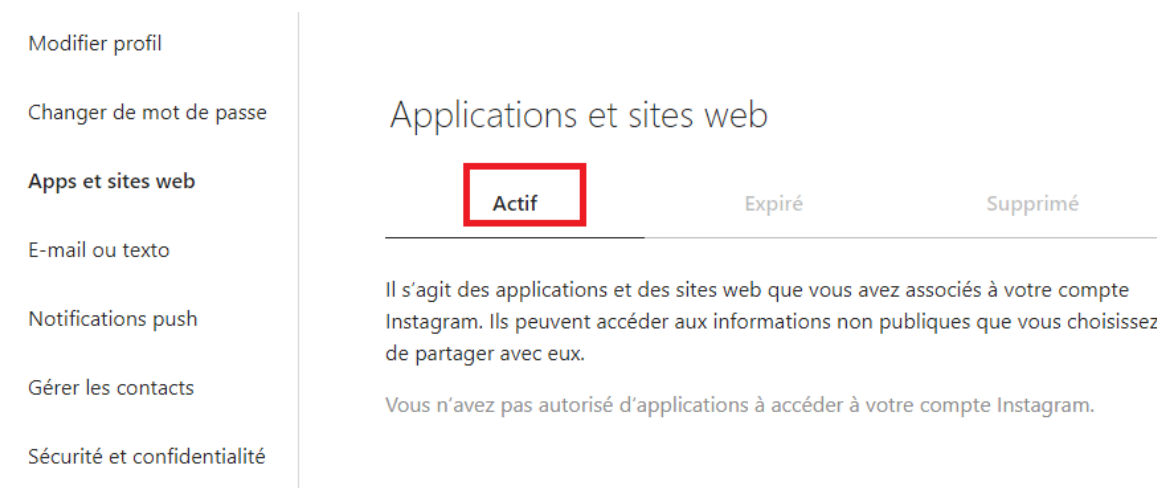 Modifier profil
Changer de mot de passe
Apps et sites web
E-mail ou texto
Notifications push
Gérer les contacts
Sécurité et confidentialité
Applications et sites web
Actif
Expiré
Supprimé
Il s’agit des applications et des sites web que vous avez associés à votre compte
Instagram. Ils peuvent accéder aux informations non publiques que vous choisissez
de partager avec eux.
Vous n’avez pas autorisé d’applications à accéder à votre compte Instagram.